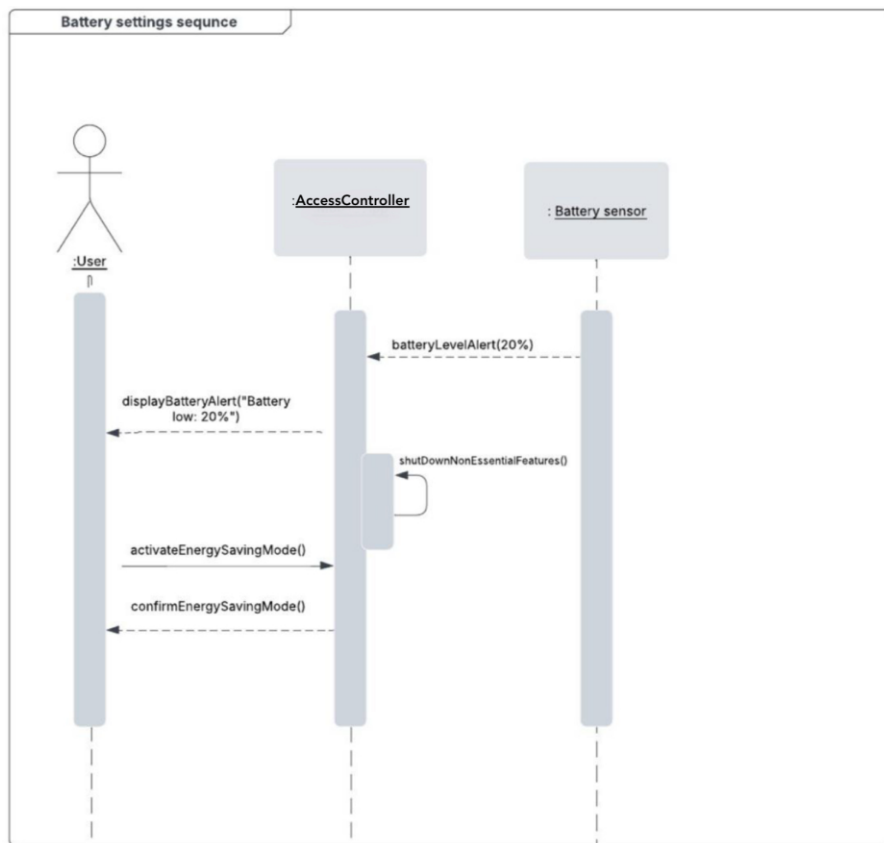 Battery settings sequnce
:AccessController
: Battery sensor
:User
batteryLevelAlert(20%)
displayBatteryAlert("Battery
low: 20%")
shutDownNonEssentialFeatures()
activateEnergySavingMode()
confirmEnergySavingMode()